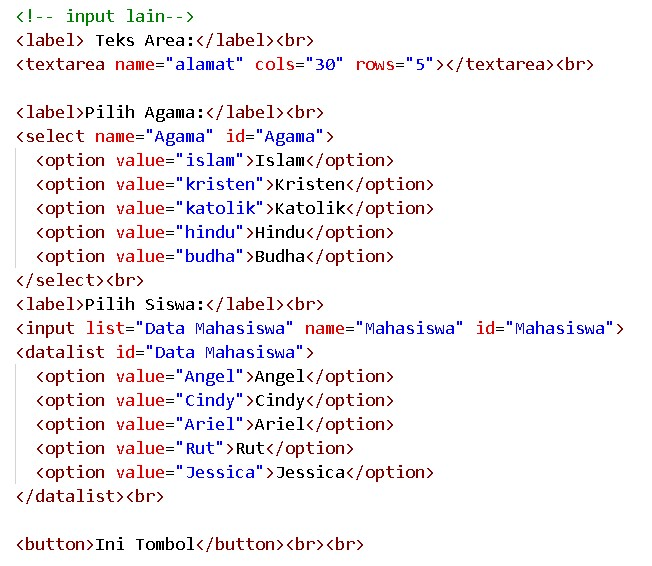 <!-- input lain-->
<label> Teks Area:</label><br>
<textarea name="alamat" cols="30" rows="5"></textarea><br>
<label>Pilih Agama:</label><br>
<select name="Agama" id="Agama">
<option value="islam">Islam</option>
<option value="kristen">Kristen</option>
<option value="katolik">Katolik</option>
<option value="hindu">Hindu</option>
<option value="budha">Budha</option>
</select><br>
<label>Pilih Siswa:</label><br>
<input list="Data Mahasiswa" name="Mahasiswa" id="Mahasiswa">
<datalist id="Data Mahasiswa">
<option value="Angel">Angel</option>
<option value="Cindy">Cindy</option>
<option value="Ariel">Ariel</option>
<option value="Rut">Rut</option>
<option value="Jessica">Jessica</option>
</datalist><br>
<button>Ini Tombol</button><br><br>